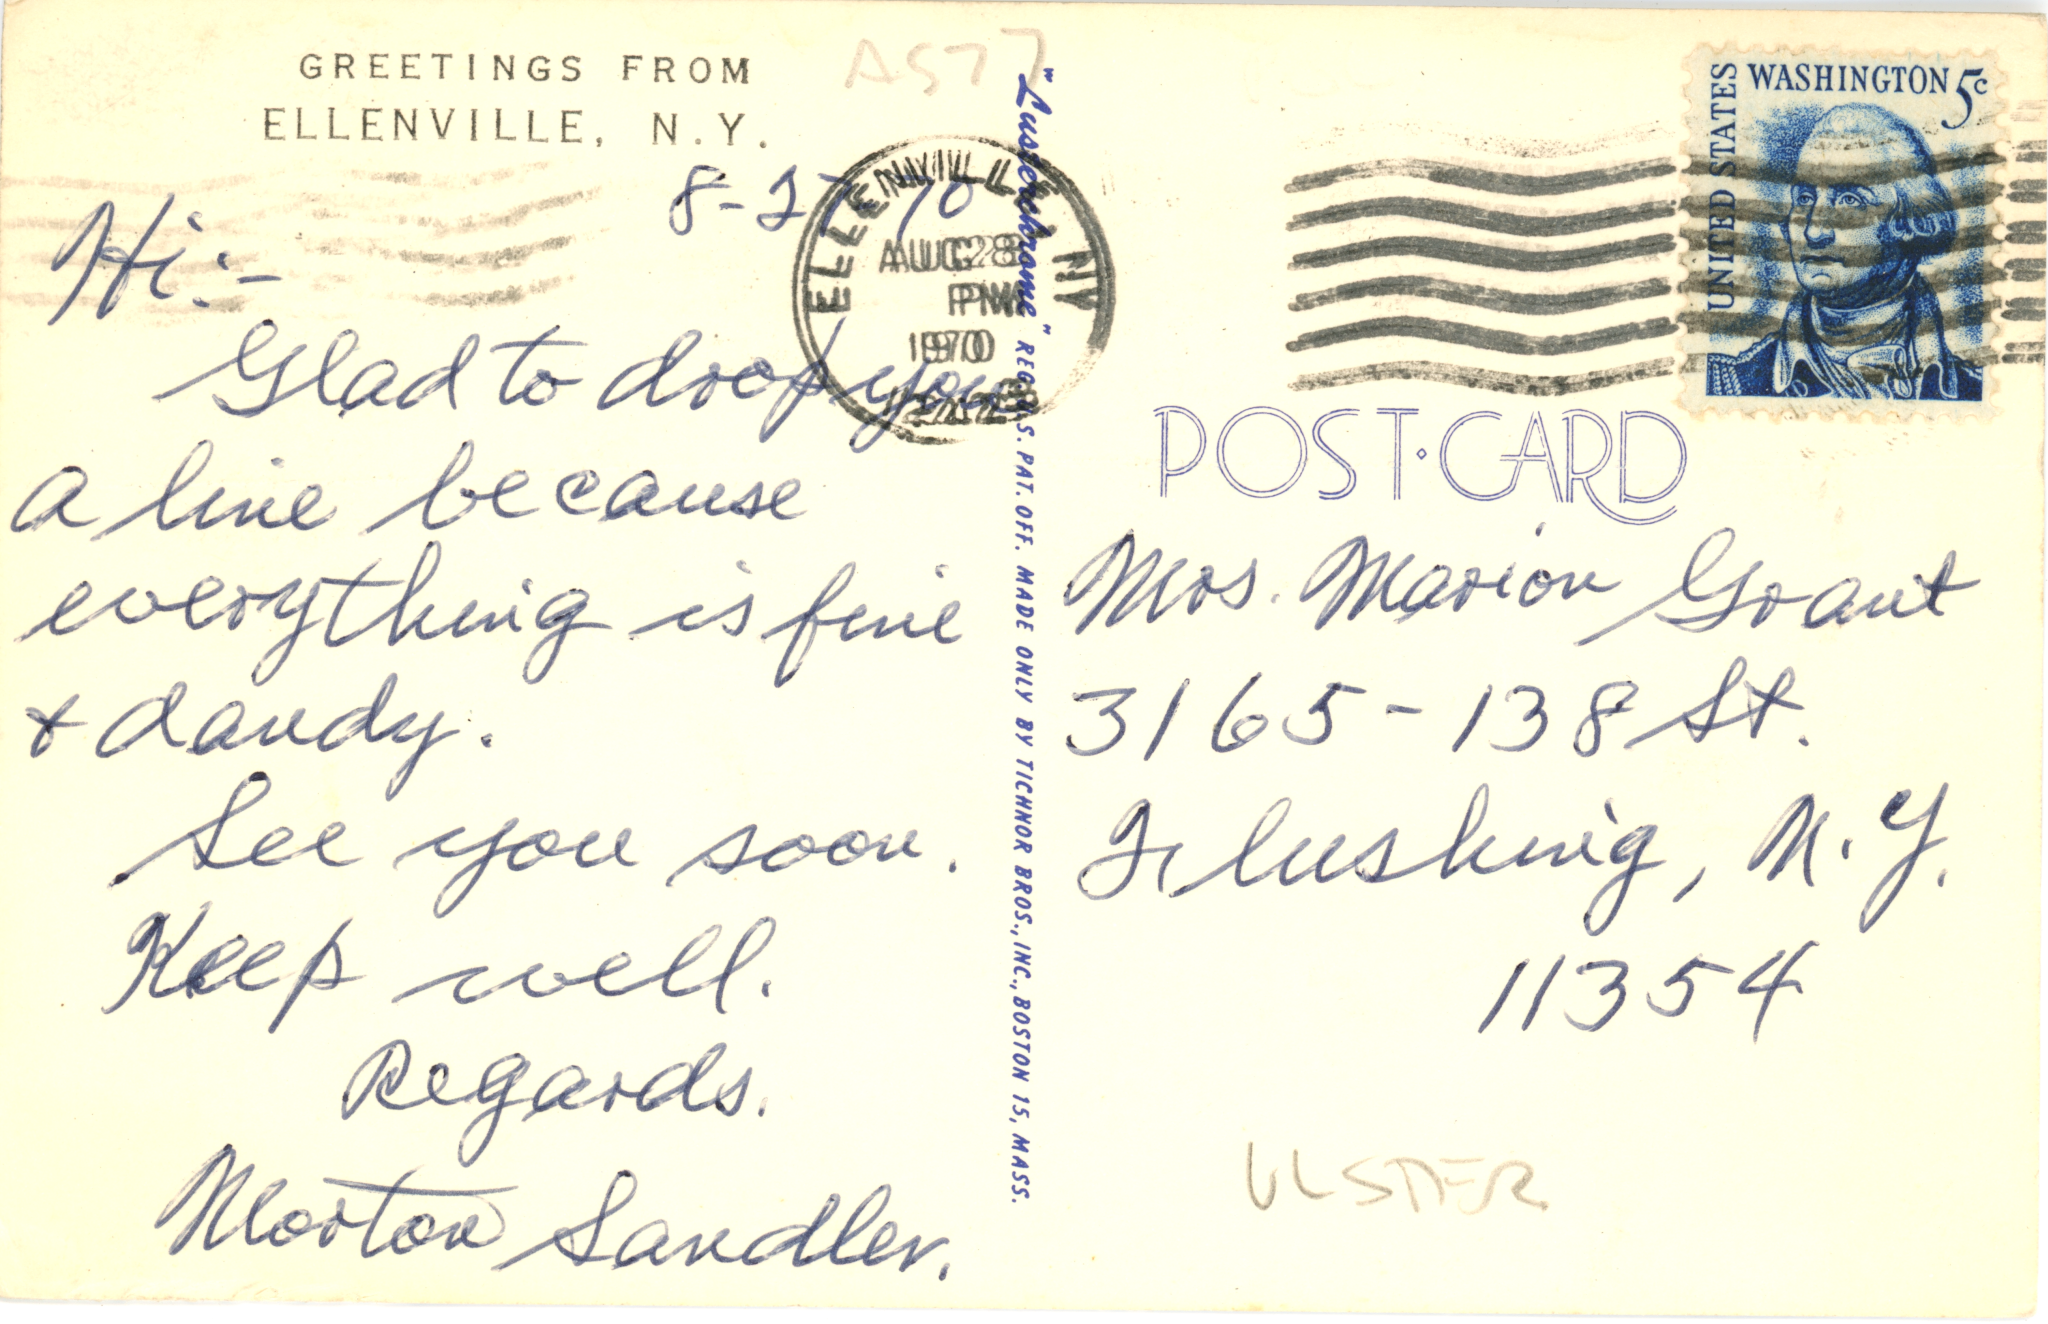 GREETINGS FROM
ELLENVILLE, N.Y.
A577
8-27-70
Hi:-
Glad to drop you
a line because
everything is fine
& dandy.
See you soon.
Keep well.
Regards.
Morton Sandler.
"Lusterchrome" REG. U.S. PAT. OFF. MADE ONLY BY TICHNOR BROS., INC., BOSTON 15, MASS.
ELLENVILLE NY
AUG 28
PM
1970
UNITED STATES
WASHINGTON 5c
POST·CARD
Mrs. Marion Grant
3165-138 St.
Flushing, N.Y.
11354
ULSTER